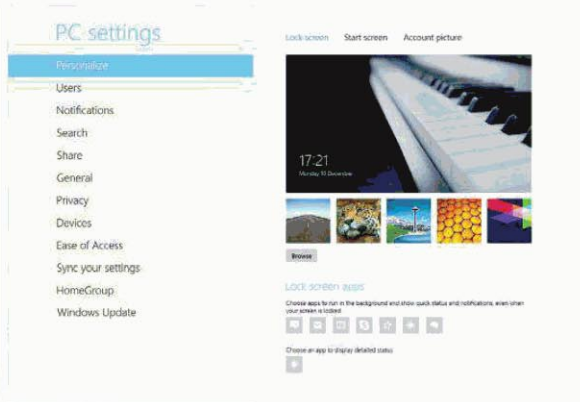 PC settings
Personalize
Users
Notifications
Search
Share
General
Privacy
Devices
Ease of Access
Sync your settings
HomeGroup
Windows Update
Lock screen Start screen Account picture
17:21
Monday December
Browse
Lock screen apps
Choose apps to run in the background and show quick status and notifications, even when
your screen is locked
Choose an app to display detailed status